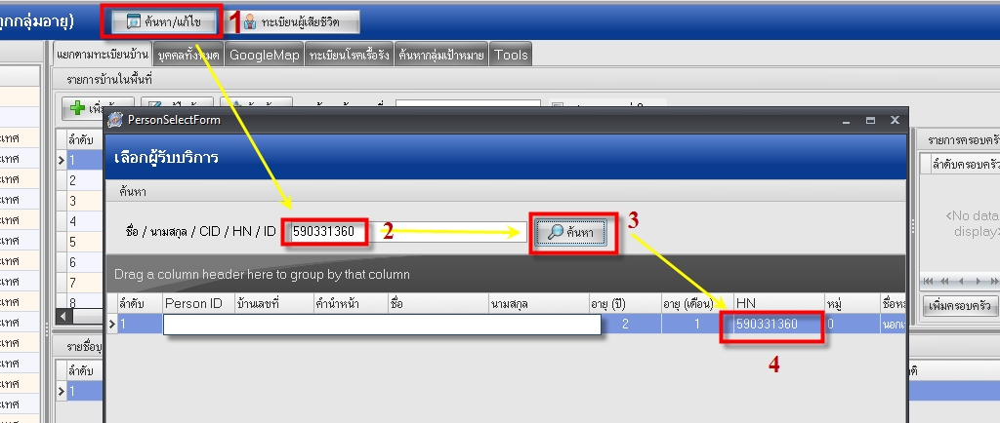 ทุกกลุ่มอายุ) ค้นหา/แก้ไข 1 ทะเบียนผู้เสียชีวิต
แยกตามทะเบียนบ้าน บุคคลทั้งหมด GoogleMap ทะเบียนโรคเรื้อรัง ค้นหากลุ่มเป้าหมาย Tools
รายการบ้านในพื้นที่
PersonSelectForm
เลือกผู้รับบริการ
ค้นหา
ชื่อ / นามสกุล / CID / HN / ID 590331360 2 ค้นหา 3
Drag a column header here to group by that column
ลำดับ Person ID บ้านเลขที่ คำนำหน้า ชื่อ นามสกุล อายุ (ปี) อายุ (เดือน) HN หมู่
1 2 1 590331360 0
4
ลำดับ
1
2
3
4
5
6
7
8
รายการครอบครัว
ลำดับครอบครัว
<No data
display>
เพิ่มครอบครัว
ลำดับ
1